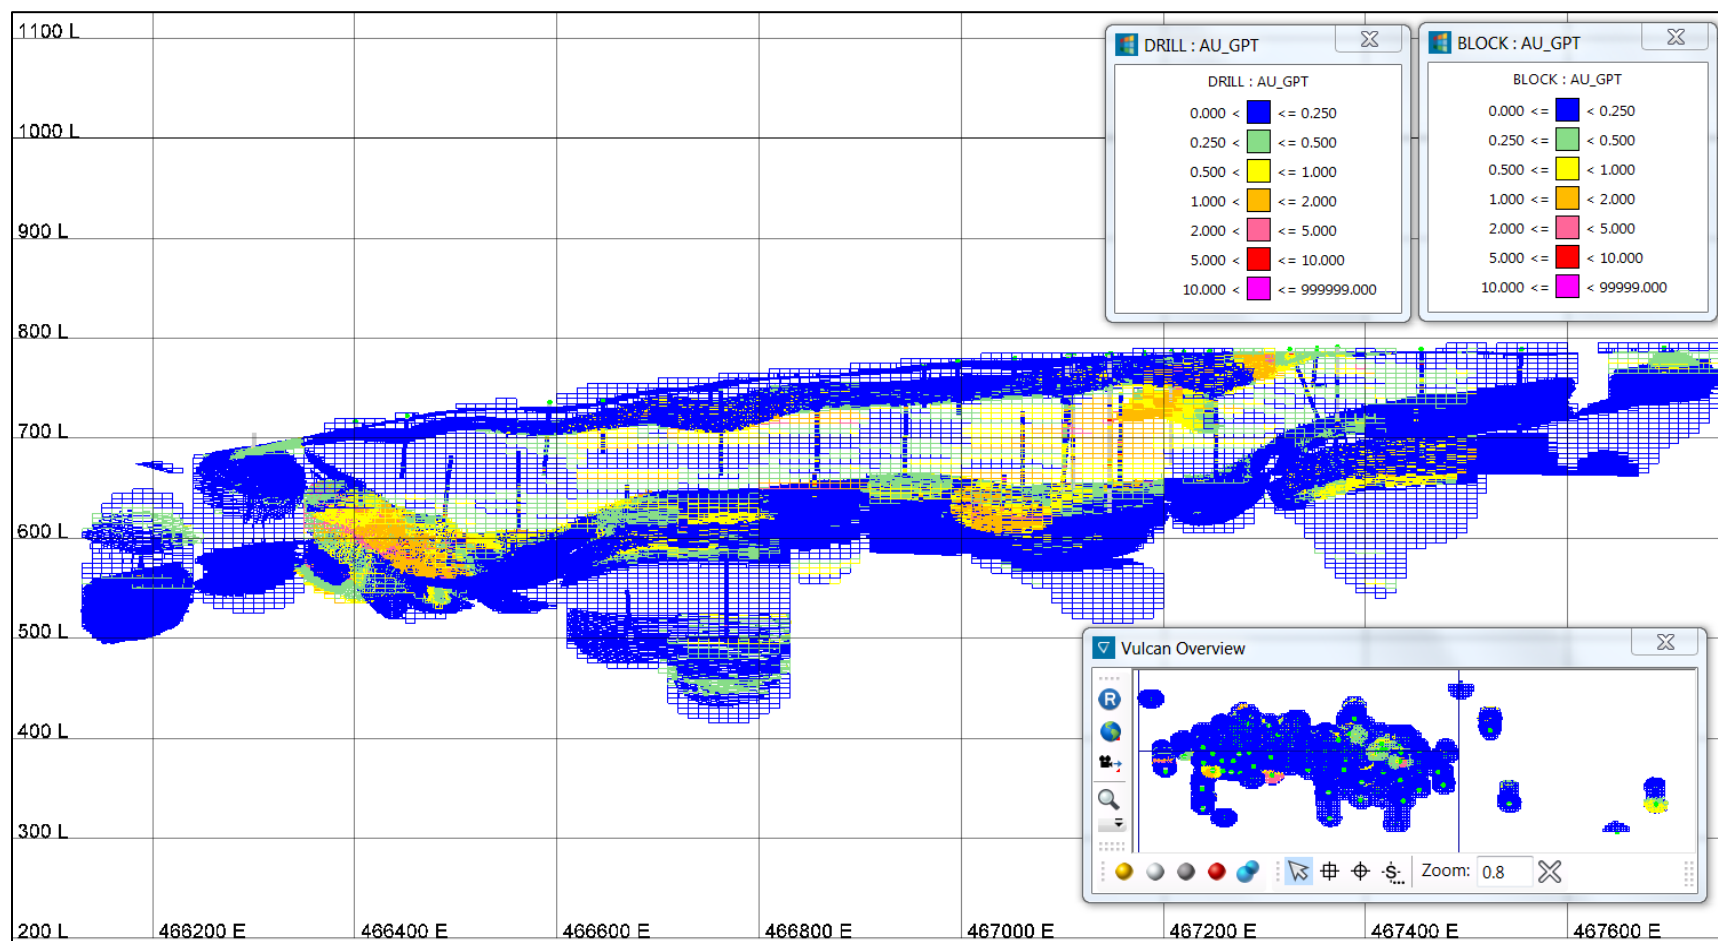 1100 L
1000 L
900 L
800 L
700 L
600 L
500 L
400 L
300 L
200 L
466200 E
466400 E
466600 E
466800 E
467000 E
467200 E
467400 E
467600 E
DRILL : AU_GPT
DRILL : AU_GPT
0.000 < <= 0.250
0.250 < <= 0.500
0.500 < <= 1.000
1.000 < <= 2.000
2.000 < <= 5.000
5.000 < <= 10.000
10.000 < <= 999999.000
BLOCK : AU_GPT
BLOCK : AU_GPT
0.000 <= < 0.250
0.250 <= < 0.500
0.500 <= < 1.000
1.000 <= < 2.000
2.000 <= < 5.000
5.000 <= < 10.000
10.000 <= < 99999.000
Vulcan Overview
R
-S-...
Zoom: 0.8